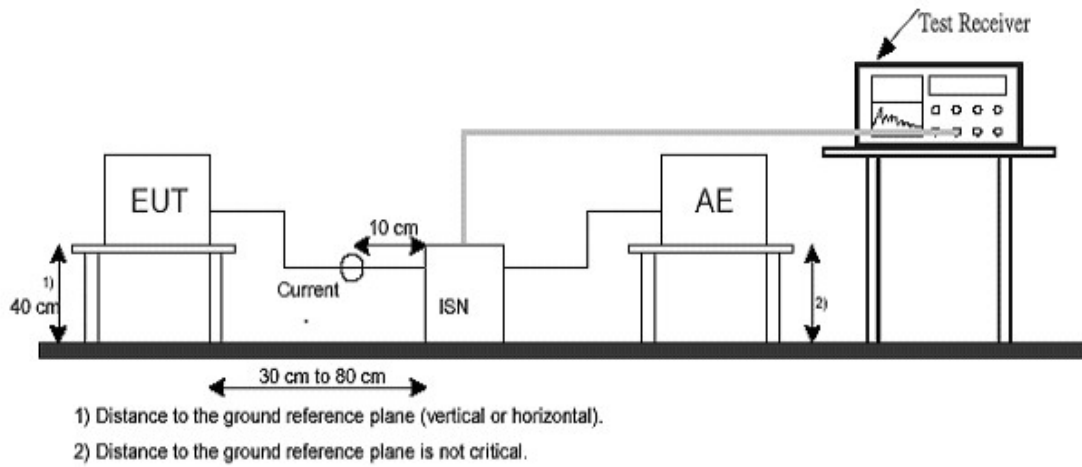 Test Receiver
EUT
AE
10 cm
1)
40 cm
Current
ISN
2)
30 cm to 80 cm
1) Distance to the ground reference plane (vertical or horizontal).
2) Distance to the ground reference plane is not critical.